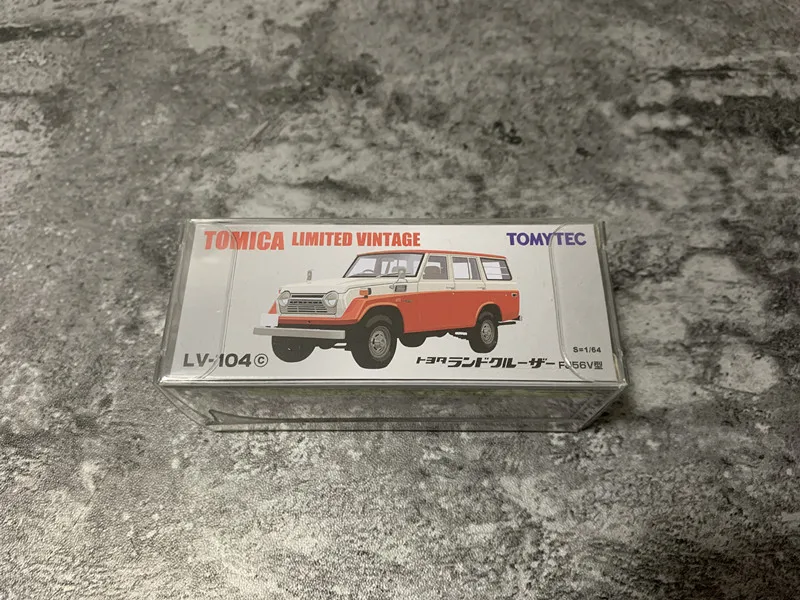 TOMICA LIMITED VINTAGE
TOMYTEC
S=1/64
LV-104ⓒ
トヨタ ランドクルーザー FJ56V型